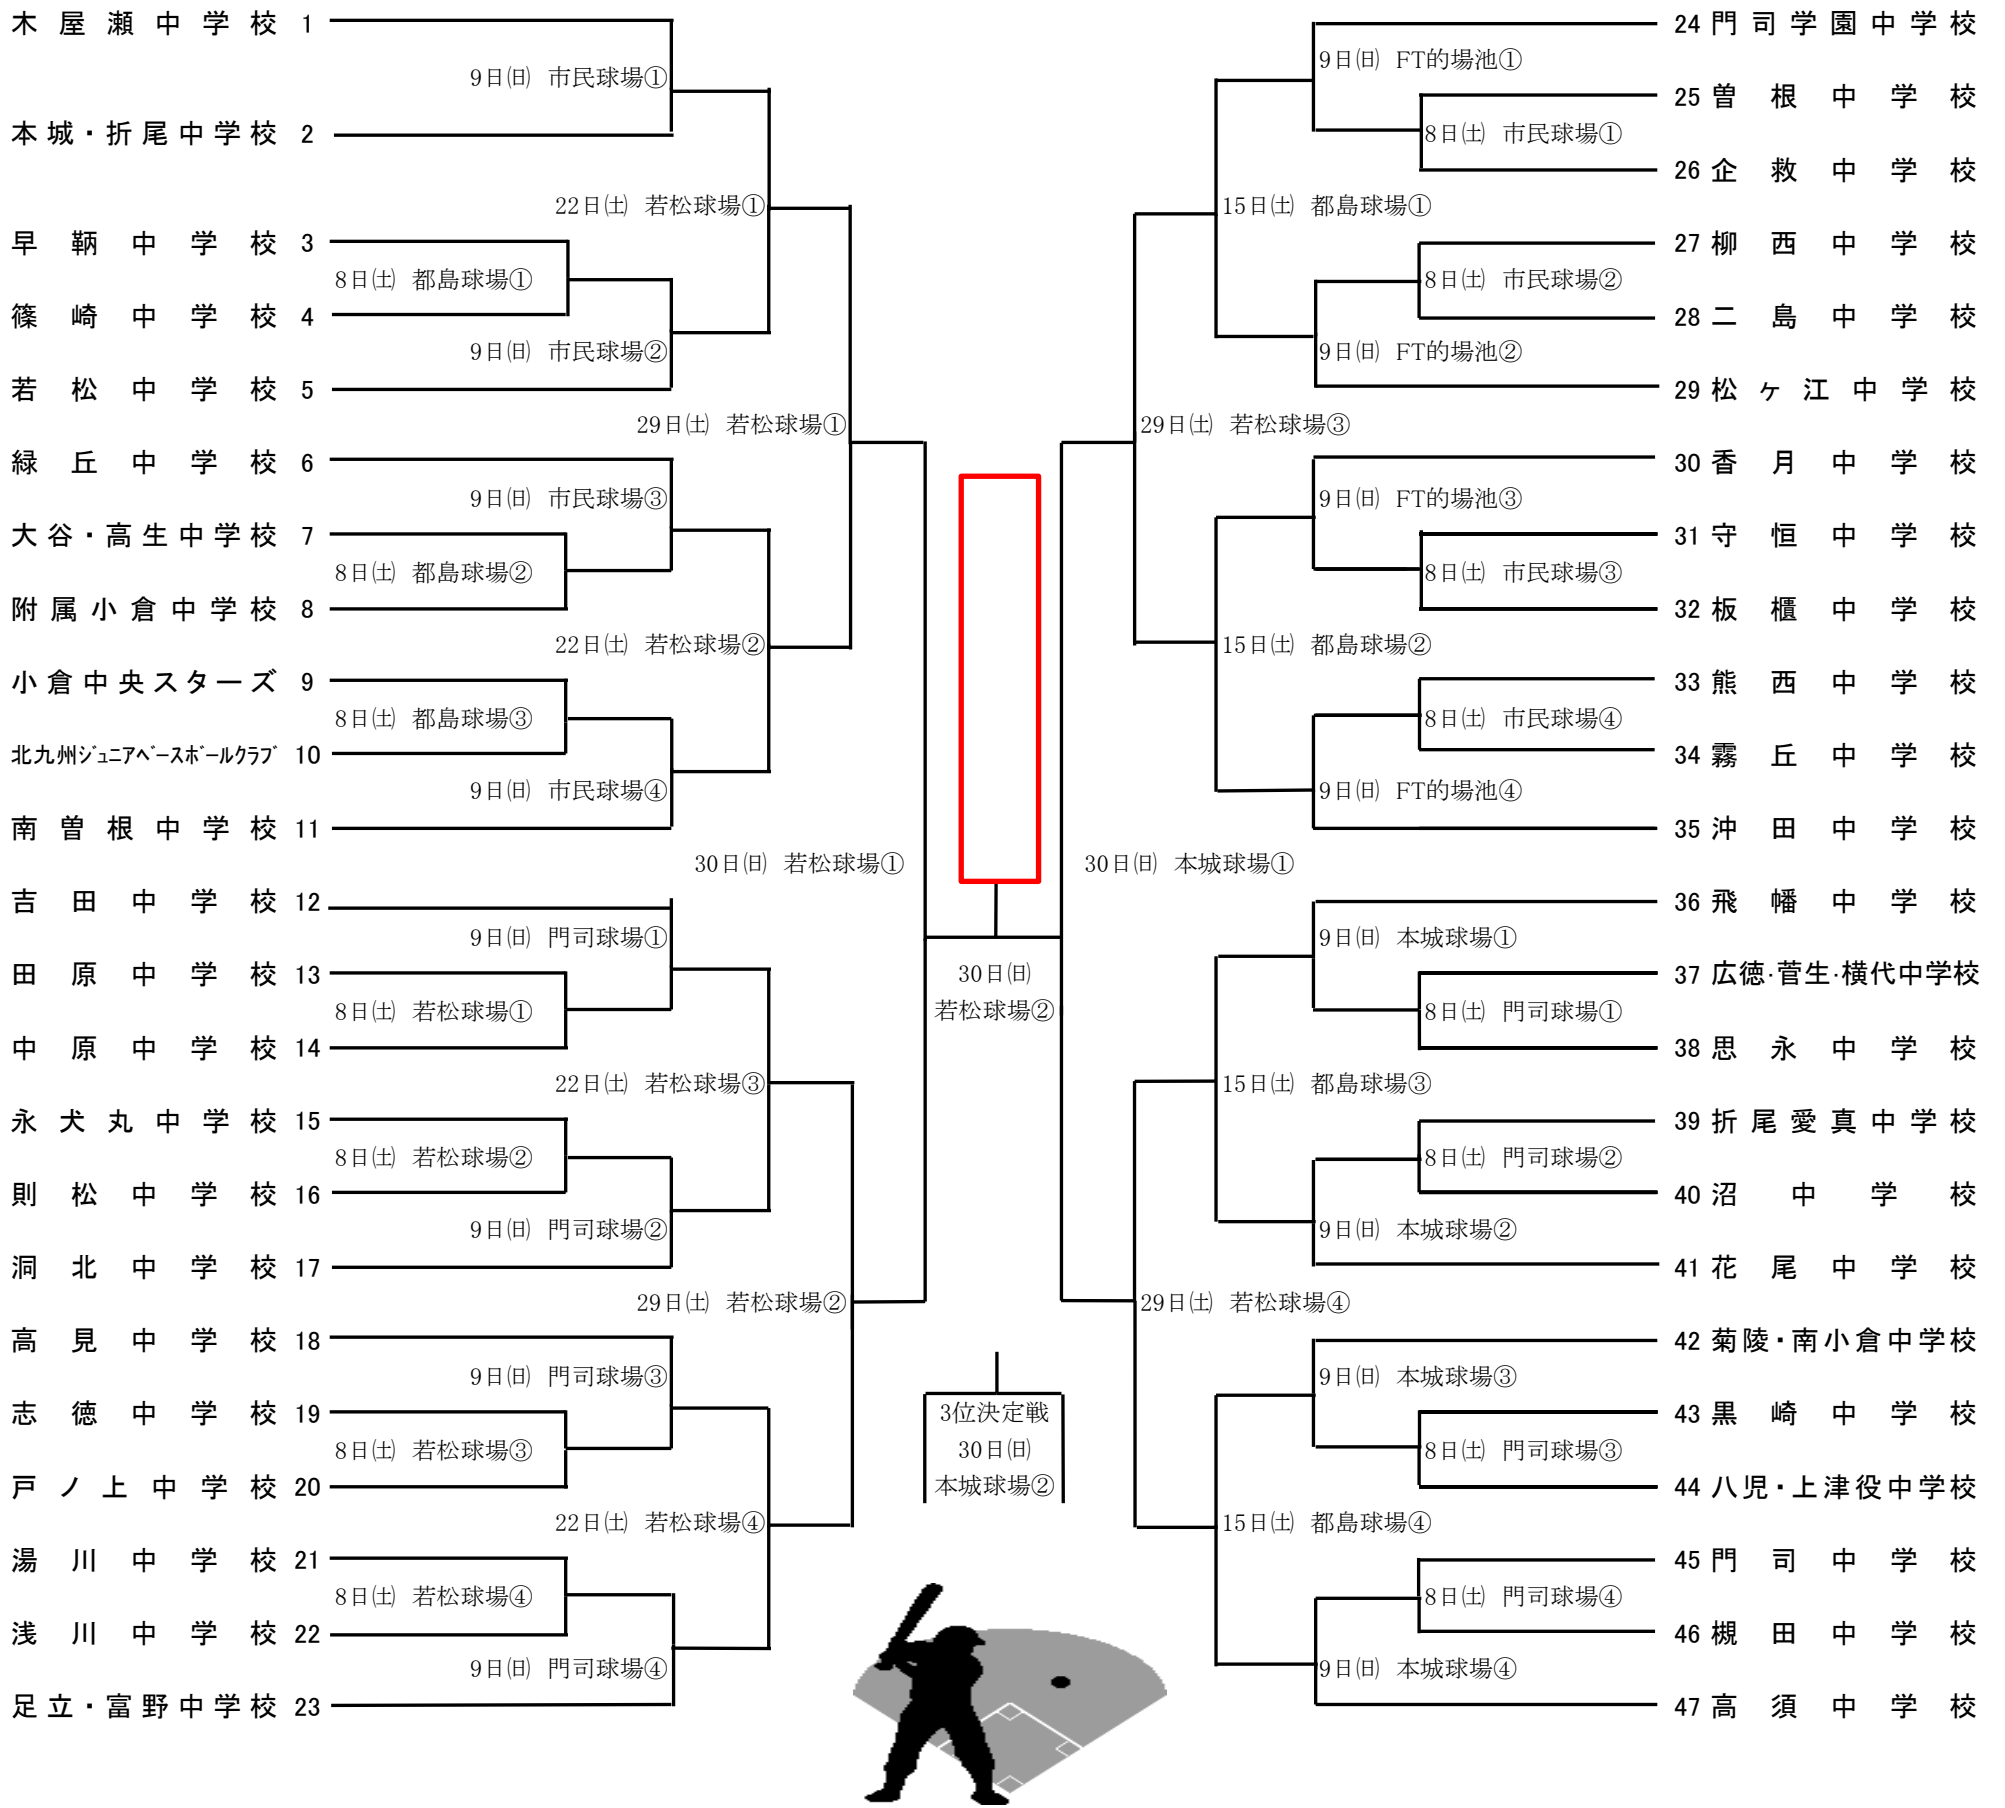 木屋瀬中学校 1
9日㈰ 市民球場①
本城・折尾中学校 2
22日㈯ 若松球場①
早鞆中学校 3
8日㈯ 都島球場①
篠崎中学校 4
9日㈰ 市民球場②
若松中学校 5
29日㈯ 若松球場①
緑丘中学校 6
9日㈰ 市民球場③
大谷・高生中学校 7
8日㈯ 都島球場②
附属小倉中学校 8
22日㈯ 若松球場②
小倉中央スターズ 9
8日㈯ 都島球場③
北九州ｼﾞｭﾆｱﾍﾞｰｽﾎﾞｰﾙｸﾗﾌﾞ 10
9日㈰ 市民球場④
南曽根中学校 11
30日㈰ 若松球場①
吉田中学校 12
9日㈰ 門司球場①
田原中学校 13
8日㈯ 若松球場①
中原中学校 14
22日㈯ 若松球場③
永犬丸中学校 15
8日㈯ 若松球場②
則松中学校 16
9日㈰ 門司球場②
洞北中学校 17
29日㈯ 若松球場②
高見中学校 18
9日㈰ 門司球場③
志徳中学校 19
8日㈯ 若松球場③
戸ノ上中学校 20
22日㈯ 若松球場④
湯川中学校 21
8日㈯ 若松球場④
浅川中学校 22
9日㈰ 門司球場④
足立・富野中学校 23
30日㈰
若松球場②
3位決定戦
30日㈰
本城球場②
24 門司学園中学校
9日㈰ FT的場池①
25 曽根中学校
8日㈯ 市民球場①
26 企救中学校
15日㈯ 都島球場①
27 柳西中学校
8日㈯ 市民球場②
28 二島中学校
9日㈰ FT的場池②
29 松ヶ江中学校
29日㈯ 若松球場③
30 香月中学校
9日㈰ FT的場池③
31 守恒中学校
8日㈯ 市民球場③
32 板櫃中学校
15日㈯ 都島球場②
33 熊西中学校
8日㈯ 市民球場④
34 霧丘中学校
9日㈰ FT的場池④
35 沖田中学校
30日㈰ 本城球場①
36 飛幡中学校
9日㈰ 本城球場①
37 広徳・菅生・横代中学校
8日㈯ 門司球場①
38 思永中学校
15日㈯ 都島球場③
39 折尾愛真中学校
8日㈯ 門司球場②
40 沼中学校
9日㈰ 本城球場②
41 花尾中学校
29日㈯ 若松球場④
42 菊陵・南小倉中学校
9日㈰ 本城球場③
43 黒崎中学校
8日㈯ 門司球場③
44 八児・上津役中学校
15日㈯ 都島球場④
45 門司中学校
8日㈯ 門司球場④
46 槻田中学校
9日㈰ 本城球場④
47 高須中学校